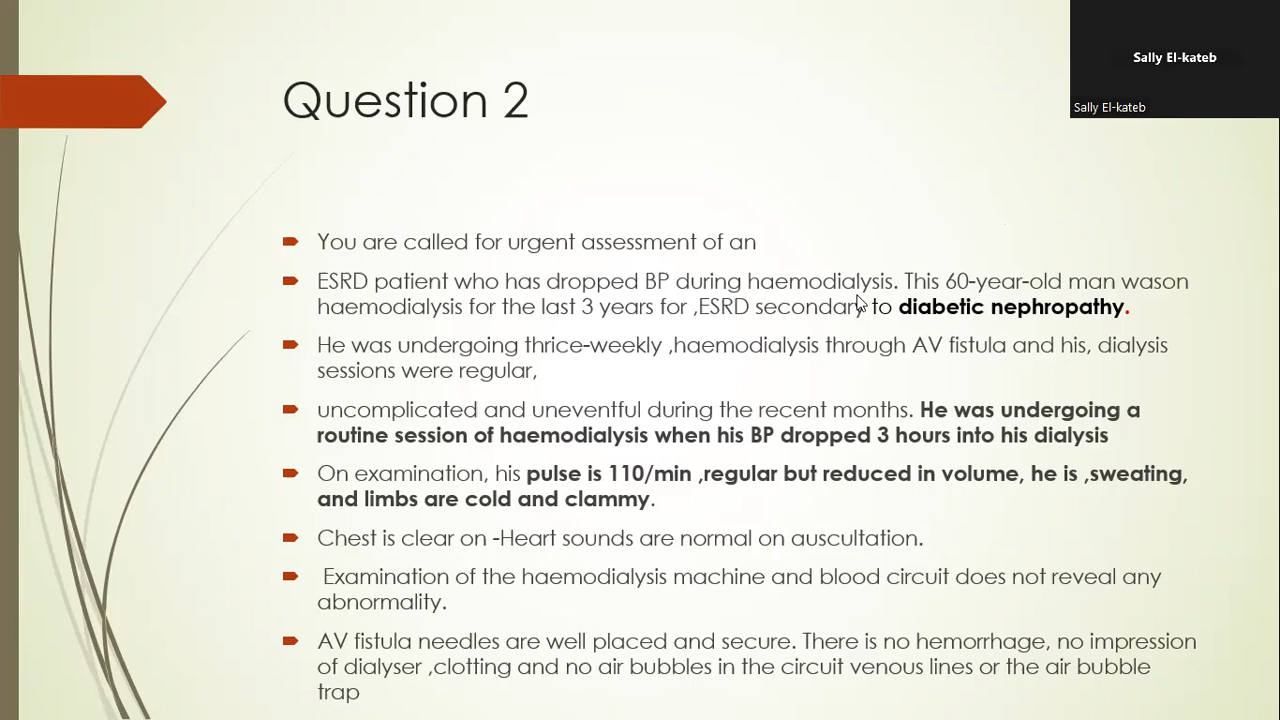 Sally El-kateb
Sally El-kateb
Question 2
You are called for urgent assessment of an
ESRD patient who has dropped BP during haemodialysis. This 60-year-old man wason
haemodialysis for the last 3 years for ,ESRD secondary to diabetic nephropathy.
He was undergoing thrice-weekly ,haemodialysis through AV fistula and his, dialysis
sessions were regular,
uncomplicated and uneventful during the recent months. He was undergoing a
routine session of haemodialysis when his BP dropped 3 hours into his dialysis
On examination, his pulse is 110/min ,regular but reduced in volume, he is ,sweating,
and limbs are cold and clammy.
Chest is clear on -Heart sounds are normal on auscultation.
Examination of the haemodialysis machine and blood circuit does not reveal any
abnormality.
AV fistula needles are well placed and secure. There is no hemorrhage, no impression
of dialyser ,clotting and no air bubbles in the circuit venous lines or the air bubble
trap